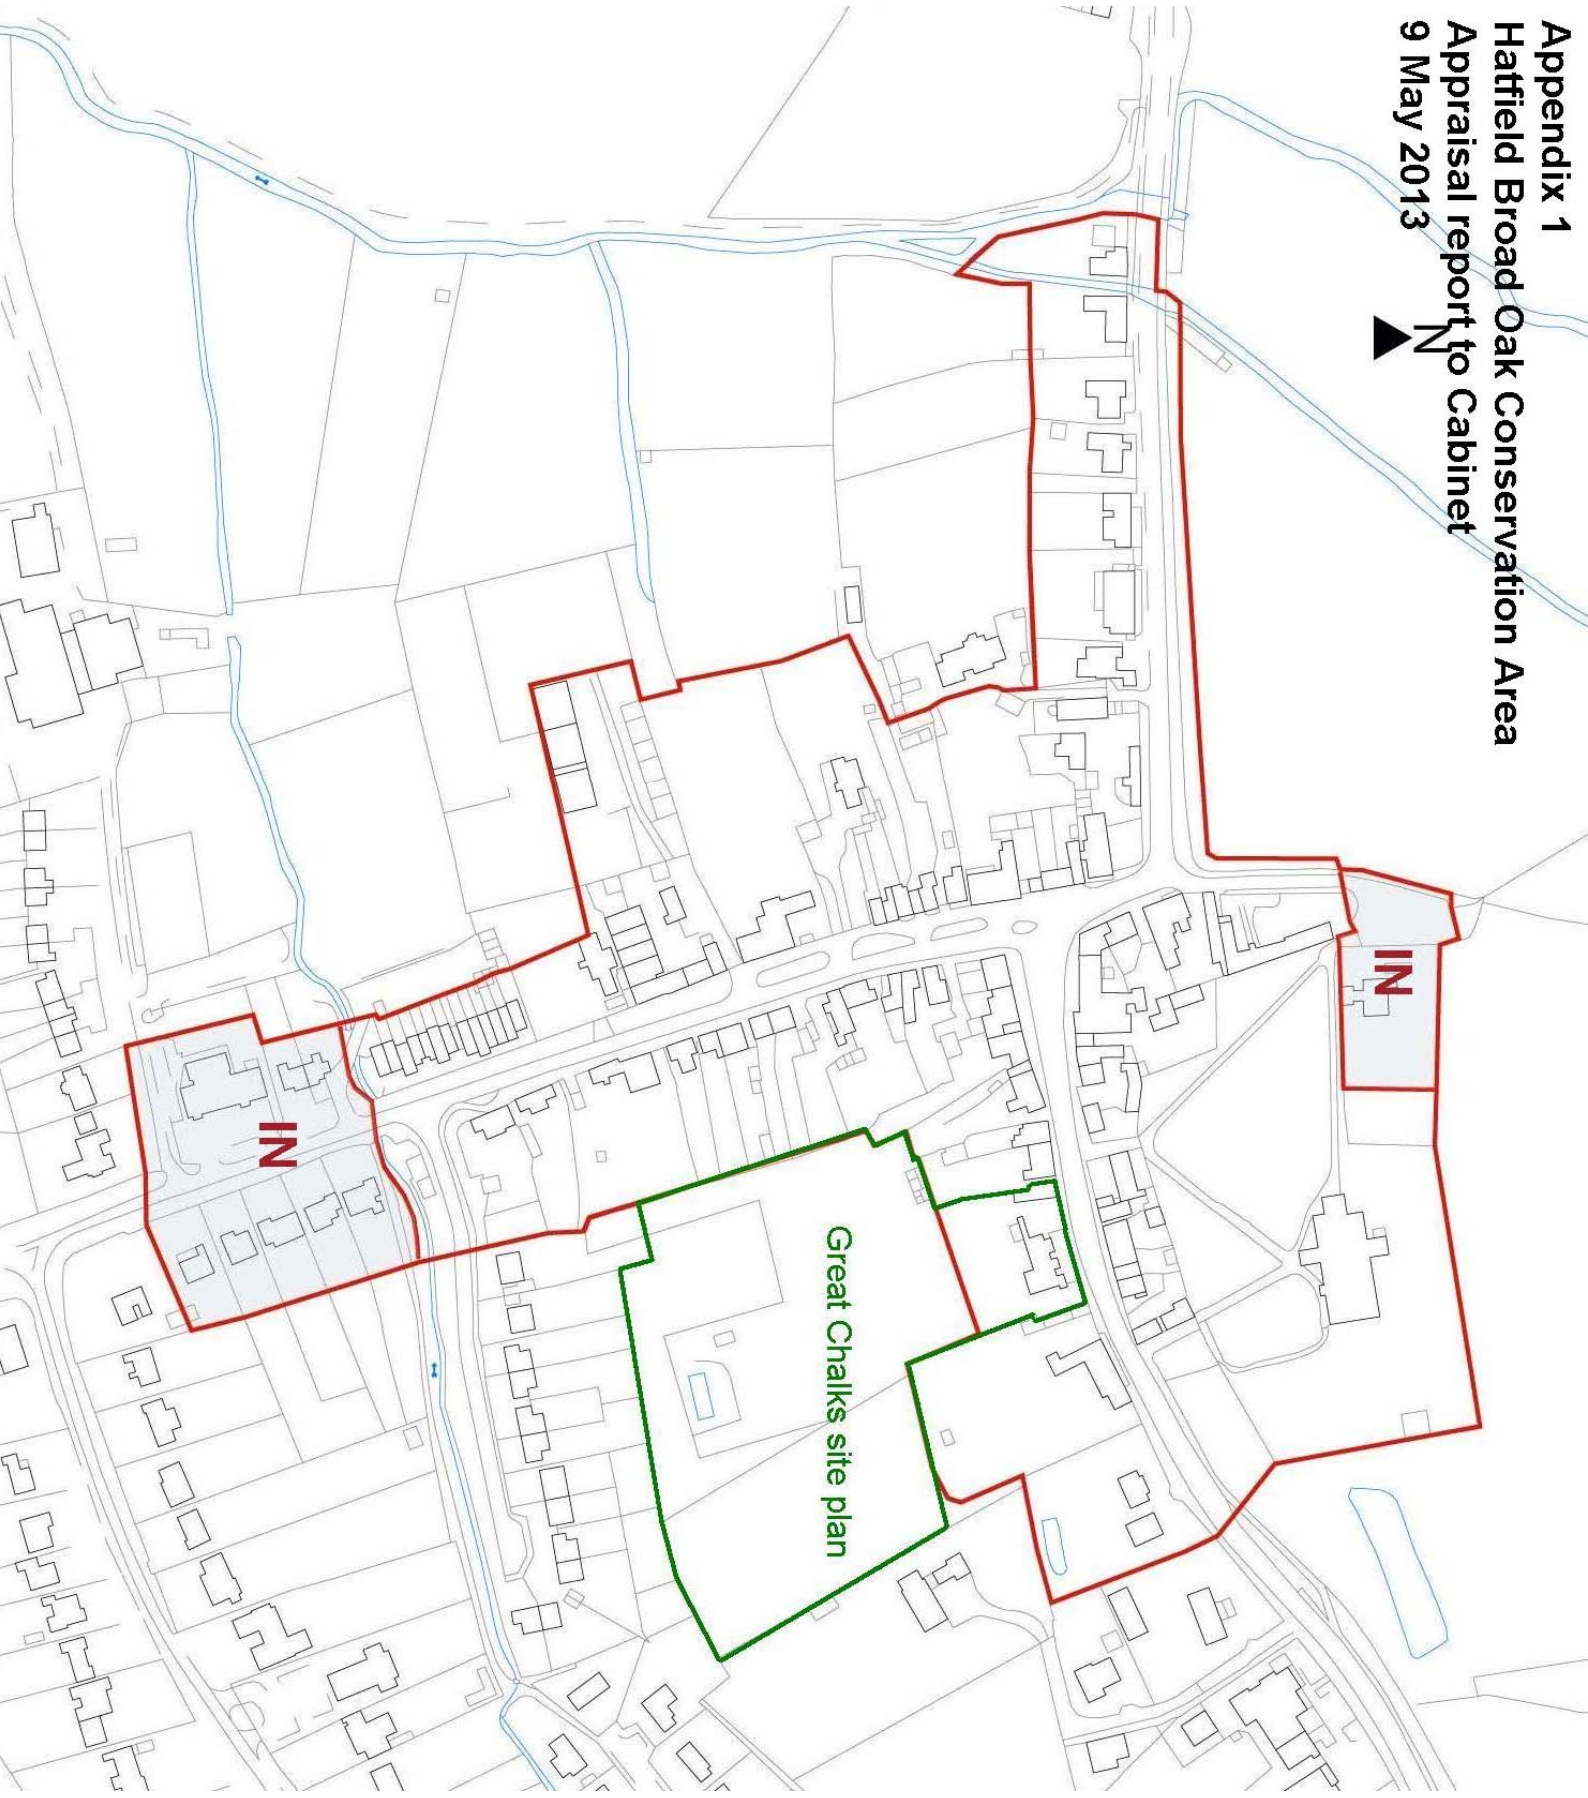 Appendix 1
Hatfield Broad Oak Conservation Area
Appraisal report to Cabinet
9 May 2013
N
IN
IN
Great Chalks site plan